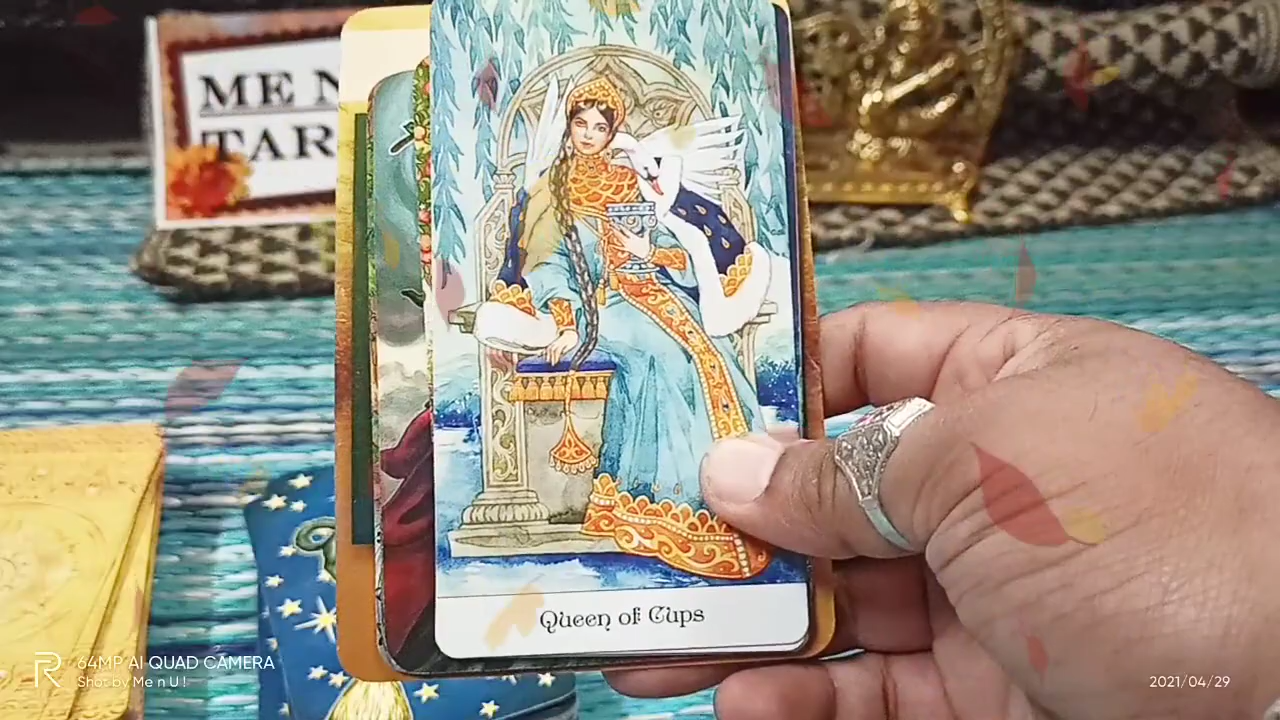 ME N
TAR
Queen of Cups
R
64MP AI QUAD CAMERA
Shot by Me n U !
2021/04/29